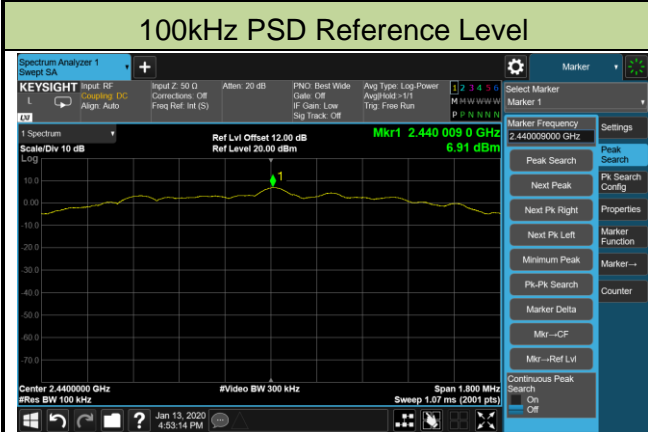 100kHz PSD Reference Level
Spectrum Analyzer 1
Swept SA
Marker
KEYSIGHT
L
Input: RF
Coupling: DC
Align: Auto
Input Z: 50 Ω
Corrections: Off
Freq Ref: Int (S)
Atten: 20 dB
PNO: Best Wide
Gate: Off
IF Gain: Low
Sig Track: Off
Avg Type: Log-Power
Avg|Hold:>1/1
Trig: Free Run
1 2 3 4 5 6
M M W W W W
P P N N N N
Select Marker
Marker 1
1 Spectrum
Scale/Div 10 dB
Log
Ref Lvl Offset 12.00 dB
Ref Level 20.00 dBm
Mkr1 2.440 009 0 GHz
6.91 dBm
10.0
0.00
-10.0
-20.0
-30.0
-40.0
-50.0
-60.0
-70.0
1
Center 2.4400000 GHz
#Res BW 100 kHz
#Video BW 300 kHz
Span 1.800 MHz
Sweep 1.07 ms (2001 pts)
Marker Frequency
2.440009000 GHz
Peak Search
Next Peak
Next Pk Right
Next Pk Left
Minimum Peak
Pk-Pk Search
Marker Delta
Mkr→CF
Mkr→Ref Lvl
Continuous Peak
Search
On
Off
Settings
Peak
Search
Pk Search
Config
Properties
Marker
Function
Marker→
Counter
Jan 13, 2020
4:53:14 PM